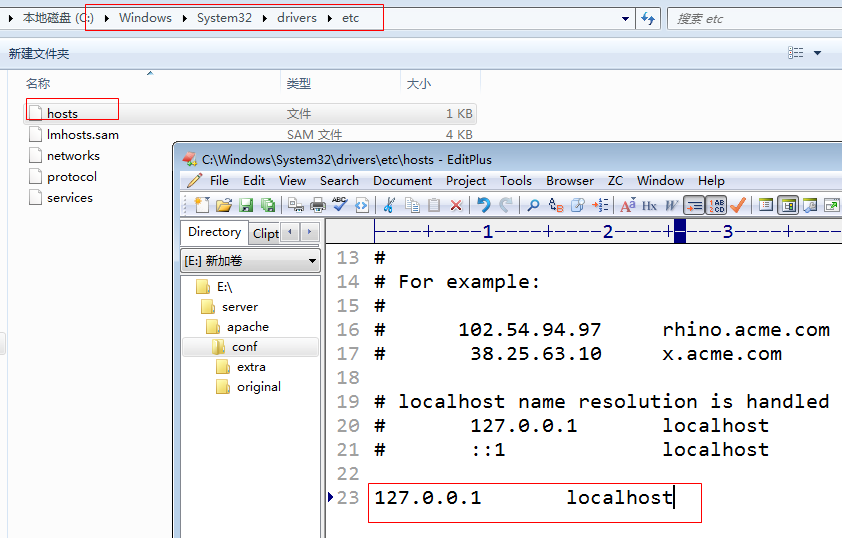 本地磁盘 (C:) Windows System32 drivers etc 搜索 etc
新建文件夹
名称 类型 大小
hosts 文件 1 KB
lmhosts.sam SAM 文件 4 KB
networks
protocol
services
C:\Windows\System32\drivers\etc\hosts - EditPlus
File Edit View Search Document Project Tools Browser ZC Window Help
Directory Clipt
1 2 3
[E:] 新加卷
E:\
server
apache
conf
extra
original
13 #
14 # For example:
15 #
16 # 102.54.94.97 rhino.acme.com
17 # 38.25.63.10 x.acme.com
18
19 # localhost name resolution is handled
20 # 127.0.0.1 localhost
21 # ::1 localhost
22
23 127.0.0.1 localhost